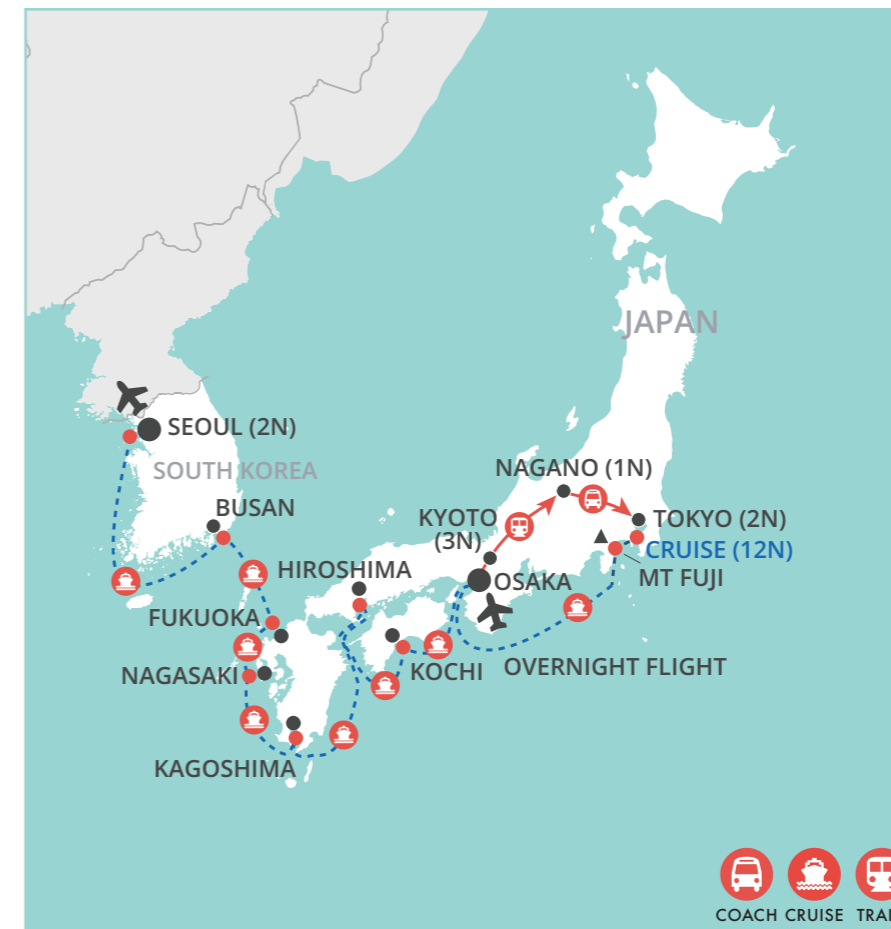 JAPAN
SEOUL (2N)
SOUTH KOREA
BUSAN
NAGANO (1N)
KYOTO
(3N)
TOKYO (2N)
CRUISE (12N)
MT FUJI
HIROSHIMA
OSAKA
FUKUOKA
NAGASAKI
KOCHI
OVERNIGHT FLIGHT
KAGOSHIMA
COACH CRUISE